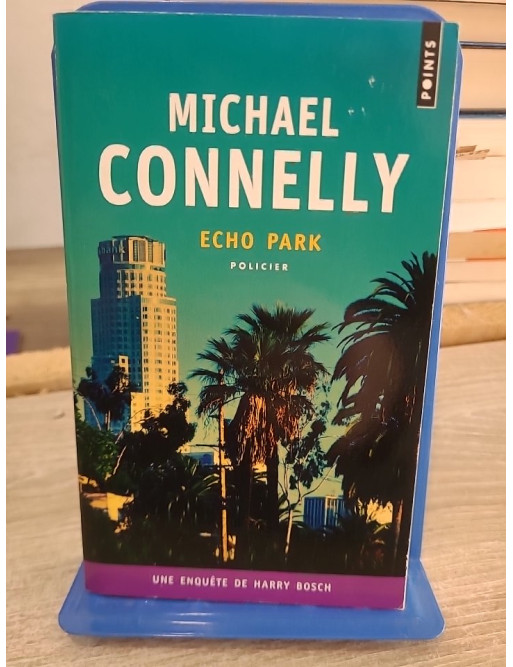 POINTS
MICHAEL
CONNELLY
ECHO PARK
POLICIER
UNE ENQUÊTE DE HARRY BOSCH